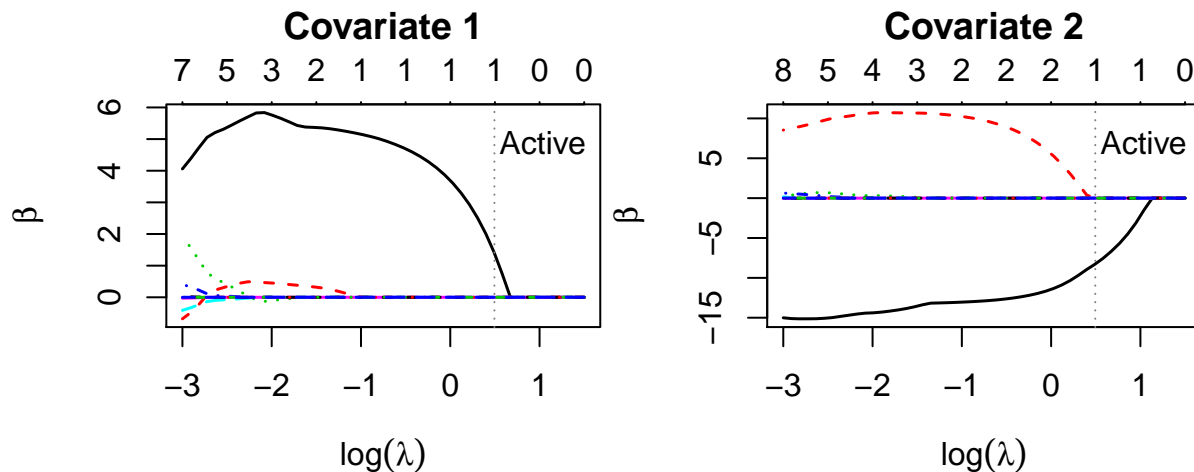 Covariate 1
7 5 3 2 1 1 1 1 0 0
6
4
2
0
β
Active
−3 −2 −1 0 1
log(λ)
Covariate 2
8 5 4 3 2 2 2 1 1 0
5
−5
−15
β
Active
−3 −2 −1 0 1
log(λ)